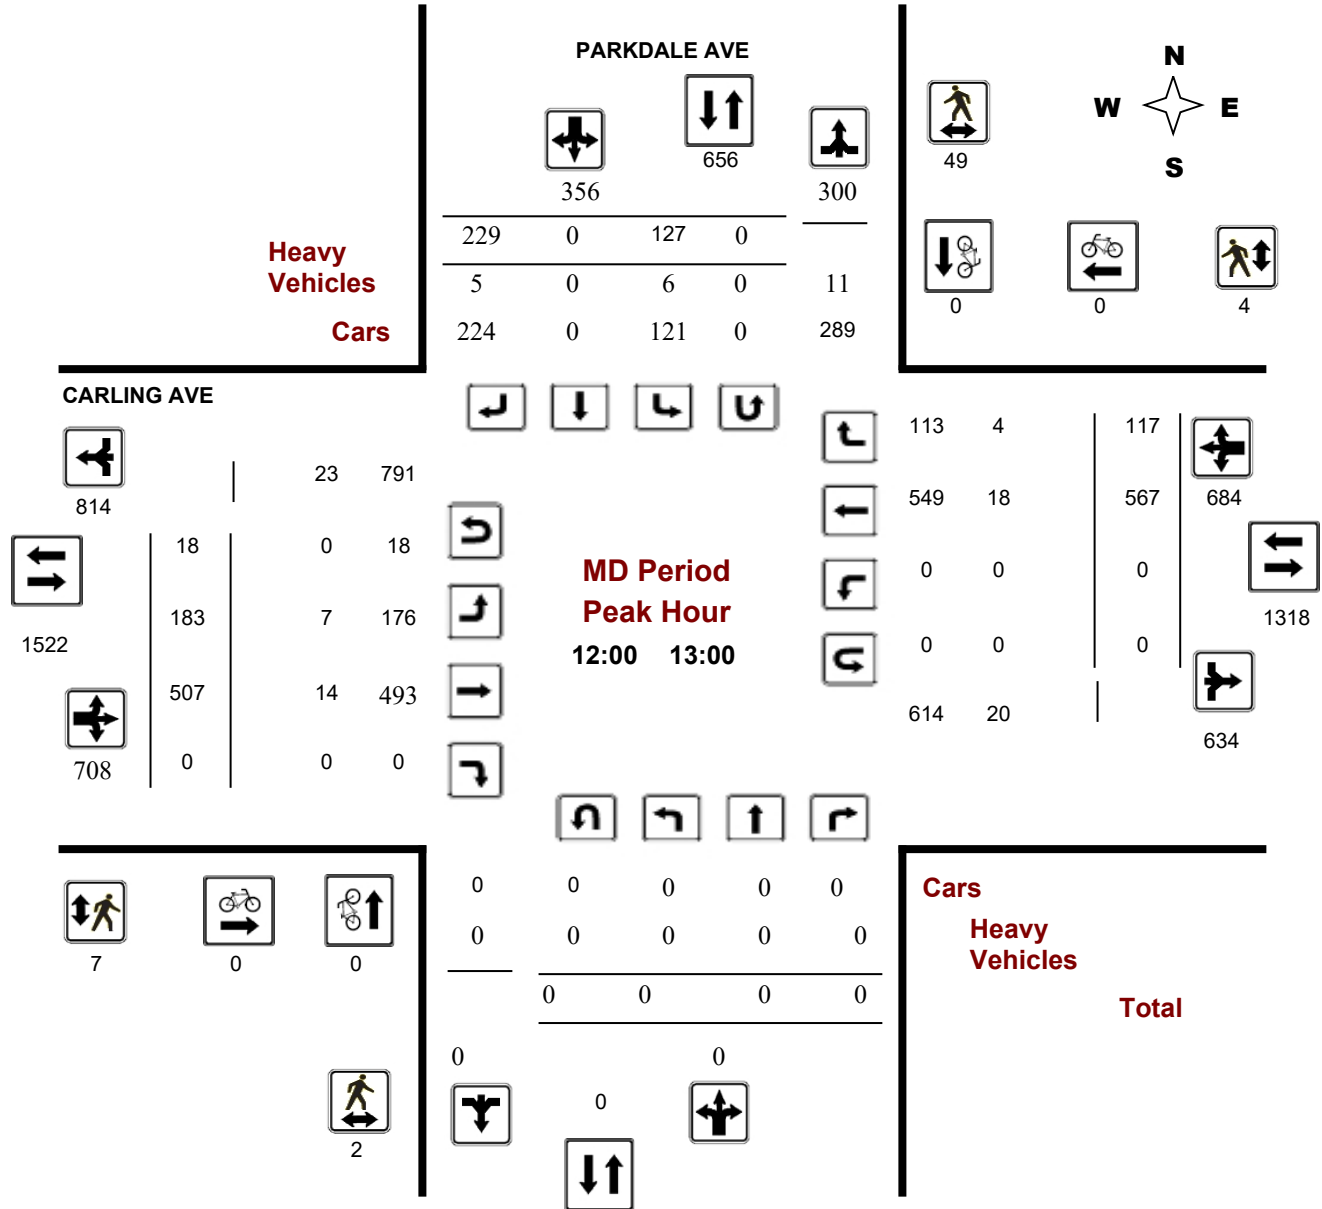 PARKDALE AVE
N
W E
S
656
49
356 300
229 0 127 0
Heavy
Vehicles 5 0 6 0 11
0 0 4
Cars 224 0 121 0 289
CARLING AVE
113 4 117
23 791
814
549 18 567 684
18 0 18
MD Period
0 0 0
183 7 176
Peak Hour
1318
1522
12:00 13:00
0 0 0
507 14 493
614 20
634
708 0 0 0
0 0 0 0 0
Cars
0 0 0 0 0
Heavy
Vehicles
7 0 0
0 0 0 0
Total
0 0
0
2